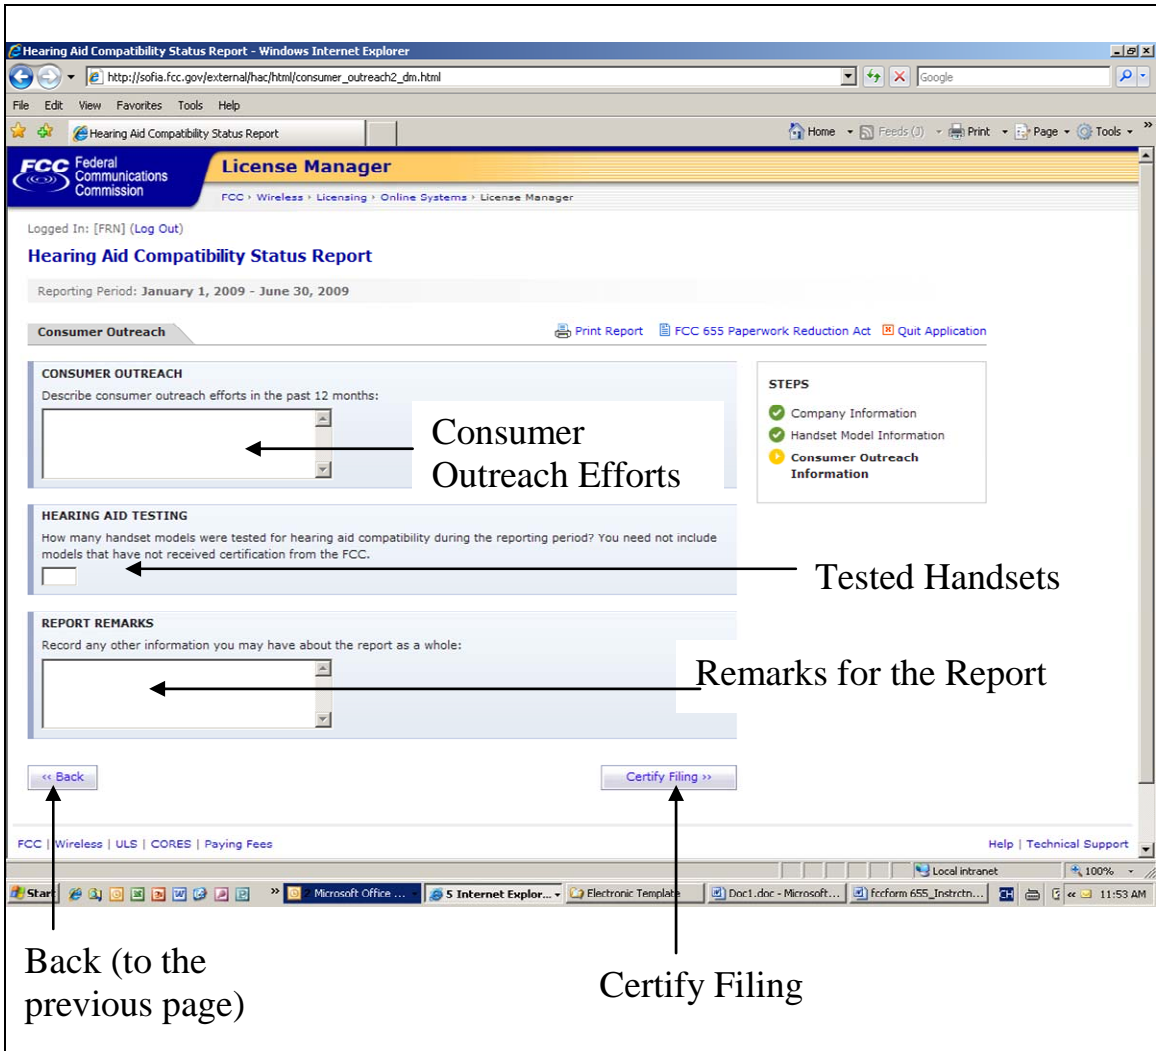 Hearing Aid Compatibility Status Report - Windows Internet Explorer
http://sofia.fcc.gov/external/hac/html/consumer_outreach2_dm.html
Google
File Edit View Favorites Tools Help
Hearing Aid Compatibility Status Report
Home Feeds (J) Print Page Tools »
FCC Federal Communications Commission
License Manager
FCC › Wireless › Licensing › Online Systems › License Manager
Logged In: [FRN] (Log Out)
Hearing Aid Compatibility Status Report
Reporting Period: January 1, 2009 - June 30, 2009
Consumer Outreach
Print Report FCC 655 Paperwork Reduction Act Quit Application
CONSUMER OUTREACH
Describe consumer outreach efforts in the past 12 months:
Consumer
Outreach Efforts
STEPS
Company Information
Handset Model Information
Consumer Outreach
Information
HEARING AID TESTING
How many handset models were tested for hearing aid compatibility during the reporting period? You need not include
models that have not received certification from the FCC.
Tested Handsets
REPORT REMARKS
Record any other information you may have about the report as a whole:
Remarks for the Report
‹‹ Back
Certify Filing ››
FCC | Wireless | ULS | CORES | Paying Fees
Help | Technical Support
Local intranet
100%
Start » 2 Microsoft Office ... 5 Internet Explor... Electronic Template Doc1.doc - Microsoft... fccform 655_Instrctn... CH « 11:53 AM
Back (to the
previous page)
Certify Filing